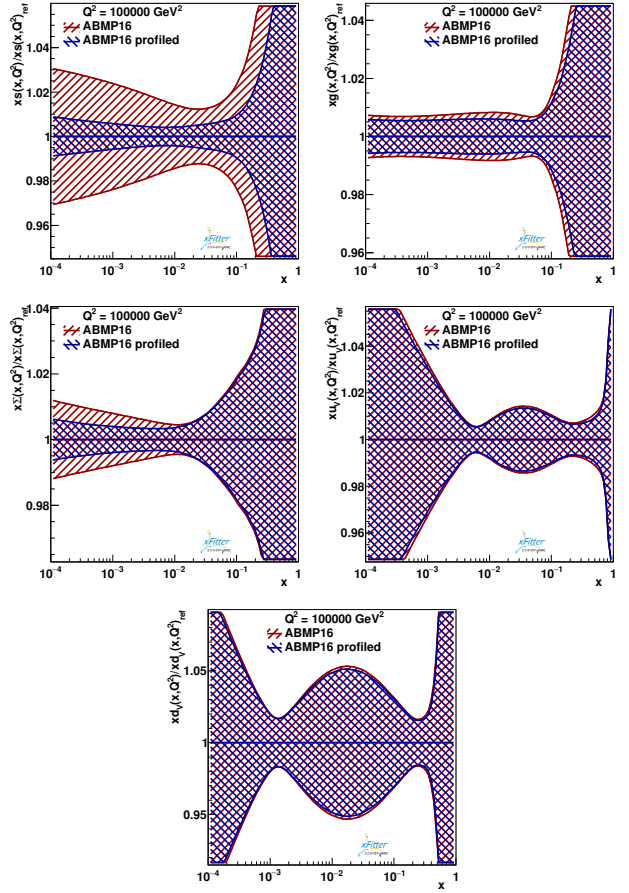 xs(x,Q²)/xs(x,Q²)ref
Q² = 100000 GeV²
ABMP16
ABMP16 profiled
1.04
1.02
1
0.98
0.96
xFitter
10⁻⁴ 10⁻³ 10⁻² 10⁻¹ 1
x
xg(x,Q²)/xg(x,Q²)ref
Q² = 100000 GeV²
ABMP16
ABMP16 profiled
1.04
1.02
1
0.98
0.96
xFitter
10⁻⁴ 10⁻³ 10⁻² 10⁻¹ 1
x
xΣ(x,Q²)/xΣ(x,Q²)ref
Q² = 100000 GeV²
ABMP16
ABMP16 profiled
1.04
1.02
1
0.98
xFitter
10⁻⁴ 10⁻³ 10⁻² 10⁻¹ 1
x
xuV(x,Q²)/xuV(x,Q²)ref
Q² = 100000 GeV²
ABMP16
ABMP16 profiled
1.04
1.02
1
0.98
0.96
xFitter
10⁻⁴ 10⁻³ 10⁻² 10⁻¹ 1
x
xdV(x,Q²)/xdV(x,Q²)ref
Q² = 100000 GeV²
ABMP16
ABMP16 profiled
1.05
1
0.95
xFitter
10⁻⁴ 10⁻³ 10⁻² 10⁻¹ 1
x